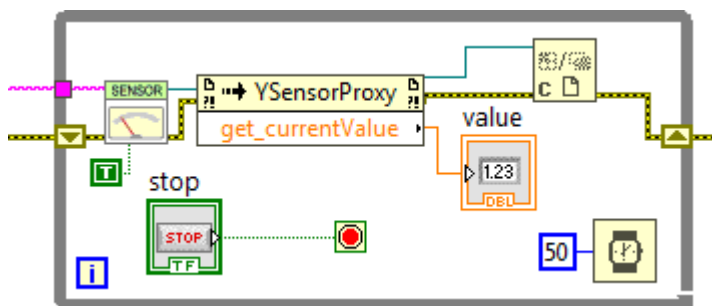 SENSOR
?!
YSensorProxy
?!
get_currentValue
C
value
1.23
DBL
T
stop
STOP
TF
50
i